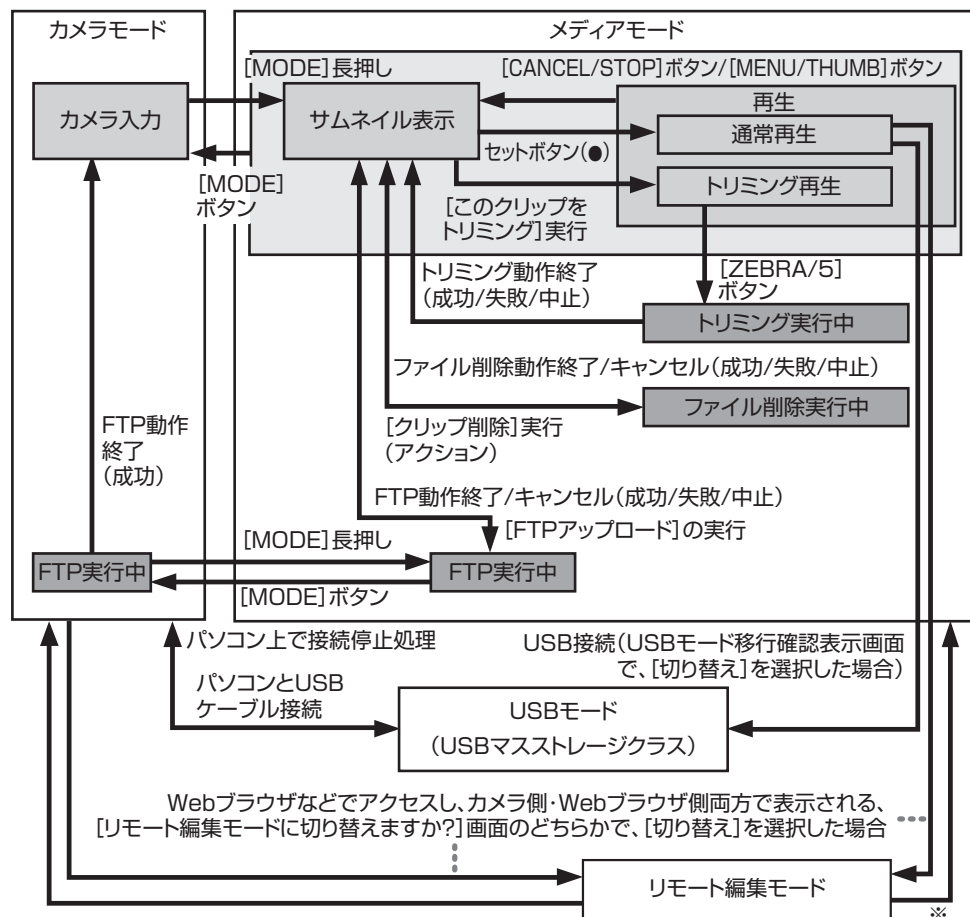 カメラモード
メディアモード
[MODE]長押し
[CANCEL/STOP]ボタン/[MENU/THUMB]ボタン
カメラ入力
サムネイル表示
再生
通常再生
セットボタン(●)
トリミング再生
[MODE]
ボタン
[このクリップを
トリミング]実行
トリミング動作終了
(成功/失敗/中止)
[ZEBRA/5]
ボタン
トリミング実行中
ファイル削除動作終了/キャンセル(成功/失敗/中止)
ファイル削除実行中
[クリップ削除]実行
(アクション)
FTP動作
終了
(成功)
FTP動作終了/キャンセル(成功/失敗/中止)
[FTPアップロード]の実行
[MODE]長押し
FTP実行中
FTP実行中
[MODE]ボタン
パソコン上で接続停止処理
USB接続(USBモード移行確認表示画面
で、[切り替え]を選択した場合)
パソコンとUSB
ケーブル接続
USBモード
(USBマスストレージクラス)
Webブラウザなどでアクセスし、カメラ側・Webブラウザ側両方で表示される、
[リモート編集モードに切り替えますか?]画面のどちらかで、[切り替え]を選択した場合
リモート編集モード
※